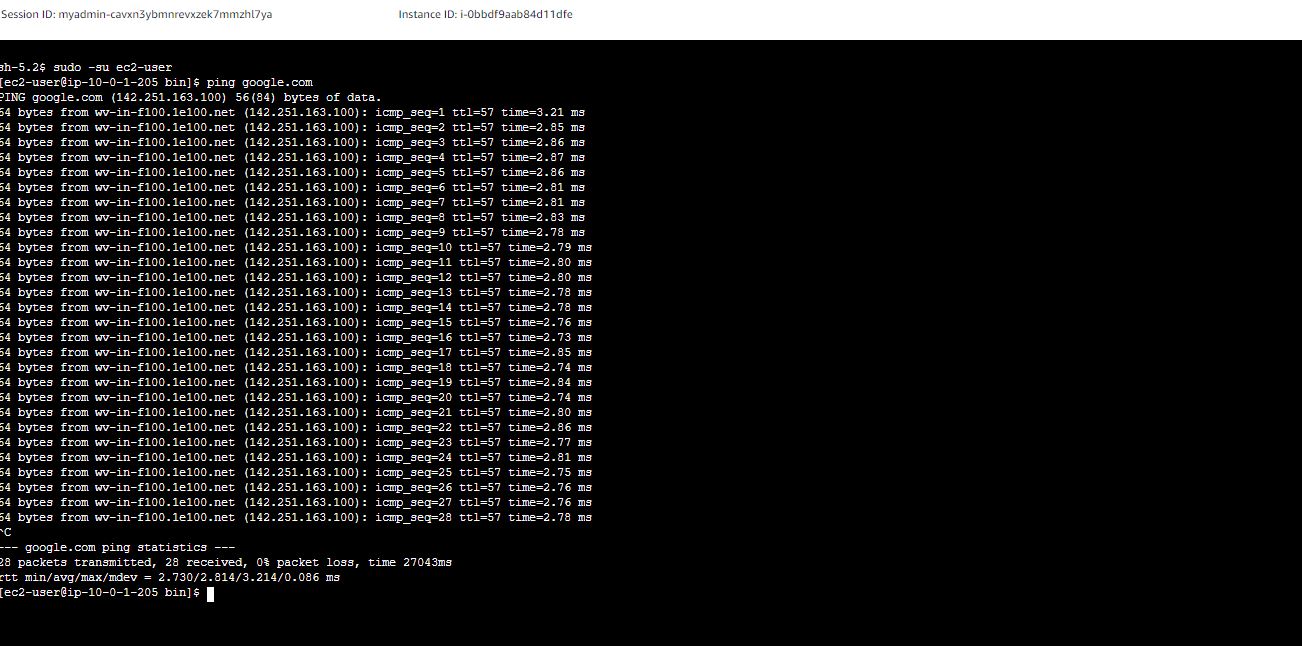 Session ID: myadmin-cavxn3ybmnrevxzek7mmzhl7ya Instance ID: i-0bbdf9aab84d11dfe
sh-5.2$ sudo -su ec2-user
[ec2-user@ip-10-0-1-205 bin]$ ping google.com
PING google.com (142.251.163.100) 56(84) bytes of data.
64 bytes from wv-in-f100.1e100.net (142.251.163.100): icmp_seq=1 ttl=57 time=3.21 ms
64 bytes from wv-in-f100.1e100.net (142.251.163.100): icmp_seq=2 ttl=57 time=2.85 ms
64 bytes from wv-in-f100.1e100.net (142.251.163.100): icmp_seq=3 ttl=57 time=2.86 ms
64 bytes from wv-in-f100.1e100.net (142.251.163.100): icmp_seq=4 ttl=57 time=2.87 ms
64 bytes from wv-in-f100.1e100.net (142.251.163.100): icmp_seq=5 ttl=57 time=2.86 ms
64 bytes from wv-in-f100.1e100.net (142.251.163.100): icmp_seq=6 ttl=57 time=2.81 ms
64 bytes from wv-in-f100.1e100.net (142.251.163.100): icmp_seq=7 ttl=57 time=2.81 ms
64 bytes from wv-in-f100.1e100.net (142.251.163.100): icmp_seq=8 ttl=57 time=2.83 ms
64 bytes from wv-in-f100.1e100.net (142.251.163.100): icmp_seq=9 ttl=57 time=2.78 ms
64 bytes from wv-in-f100.1e100.net (142.251.163.100): icmp_seq=10 ttl=57 time=2.79 ms
64 bytes from wv-in-f100.1e100.net (142.251.163.100): icmp_seq=11 ttl=57 time=2.80 ms
64 bytes from wv-in-f100.1e100.net (142.251.163.100): icmp_seq=12 ttl=57 time=2.80 ms
64 bytes from wv-in-f100.1e100.net (142.251.163.100): icmp_seq=13 ttl=57 time=2.78 ms
64 bytes from wv-in-f100.1e100.net (142.251.163.100): icmp_seq=14 ttl=57 time=2.78 ms
64 bytes from wv-in-f100.1e100.net (142.251.163.100): icmp_seq=15 ttl=57 time=2.76 ms
64 bytes from wv-in-f100.1e100.net (142.251.163.100): icmp_seq=16 ttl=57 time=2.73 ms
64 bytes from wv-in-f100.1e100.net (142.251.163.100): icmp_seq=17 ttl=57 time=2.85 ms
64 bytes from wv-in-f100.1e100.net (142.251.163.100): icmp_seq=18 ttl=57 time=2.74 ms
64 bytes from wv-in-f100.1e100.net (142.251.163.100): icmp_seq=19 ttl=57 time=2.84 ms
64 bytes from wv-in-f100.1e100.net (142.251.163.100): icmp_seq=20 ttl=57 time=2.74 ms
64 bytes from wv-in-f100.1e100.net (142.251.163.100): icmp_seq=21 ttl=57 time=2.80 ms
64 bytes from wv-in-f100.1e100.net (142.251.163.100): icmp_seq=22 ttl=57 time=2.86 ms
64 bytes from wv-in-f100.1e100.net (142.251.163.100): icmp_seq=23 ttl=57 time=2.77 ms
64 bytes from wv-in-f100.1e100.net (142.251.163.100): icmp_seq=24 ttl=57 time=2.81 ms
64 bytes from wv-in-f100.1e100.net (142.251.163.100): icmp_seq=25 ttl=57 time=2.75 ms
64 bytes from wv-in-f100.1e100.net (142.251.163.100): icmp_seq=26 ttl=57 time=2.76 ms
64 bytes from wv-in-f100.1e100.net (142.251.163.100): icmp_seq=27 ttl=57 time=2.76 ms
64 bytes from wv-in-f100.1e100.net (142.251.163.100): icmp_seq=28 ttl=57 time=2.78 ms
^C
--- google.com ping statistics ---
28 packets transmitted, 28 received, 0% packet loss, time 27043ms
rtt min/avg/max/mdev = 2.730/2.814/3.214/0.086 ms
[ec2-user@ip-10-0-1-205 bin]$